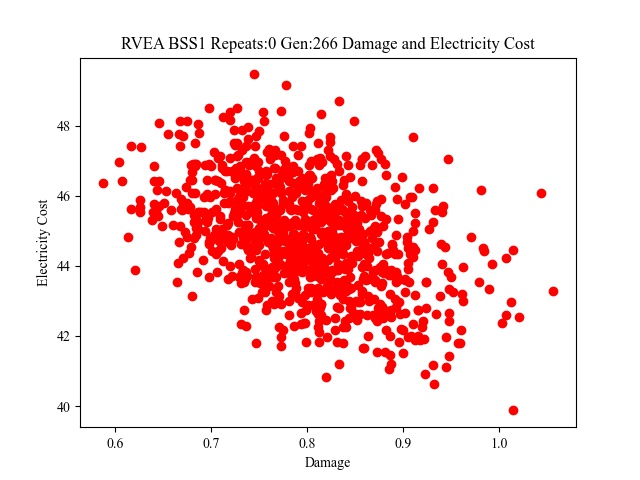 RVEA BSS1 Repeats:0 Gen:266 Damage and Electricity Cost
48
46
44
42
40
Electricity Cost
0.6 0.7 0.8 0.9 1.0
Damage